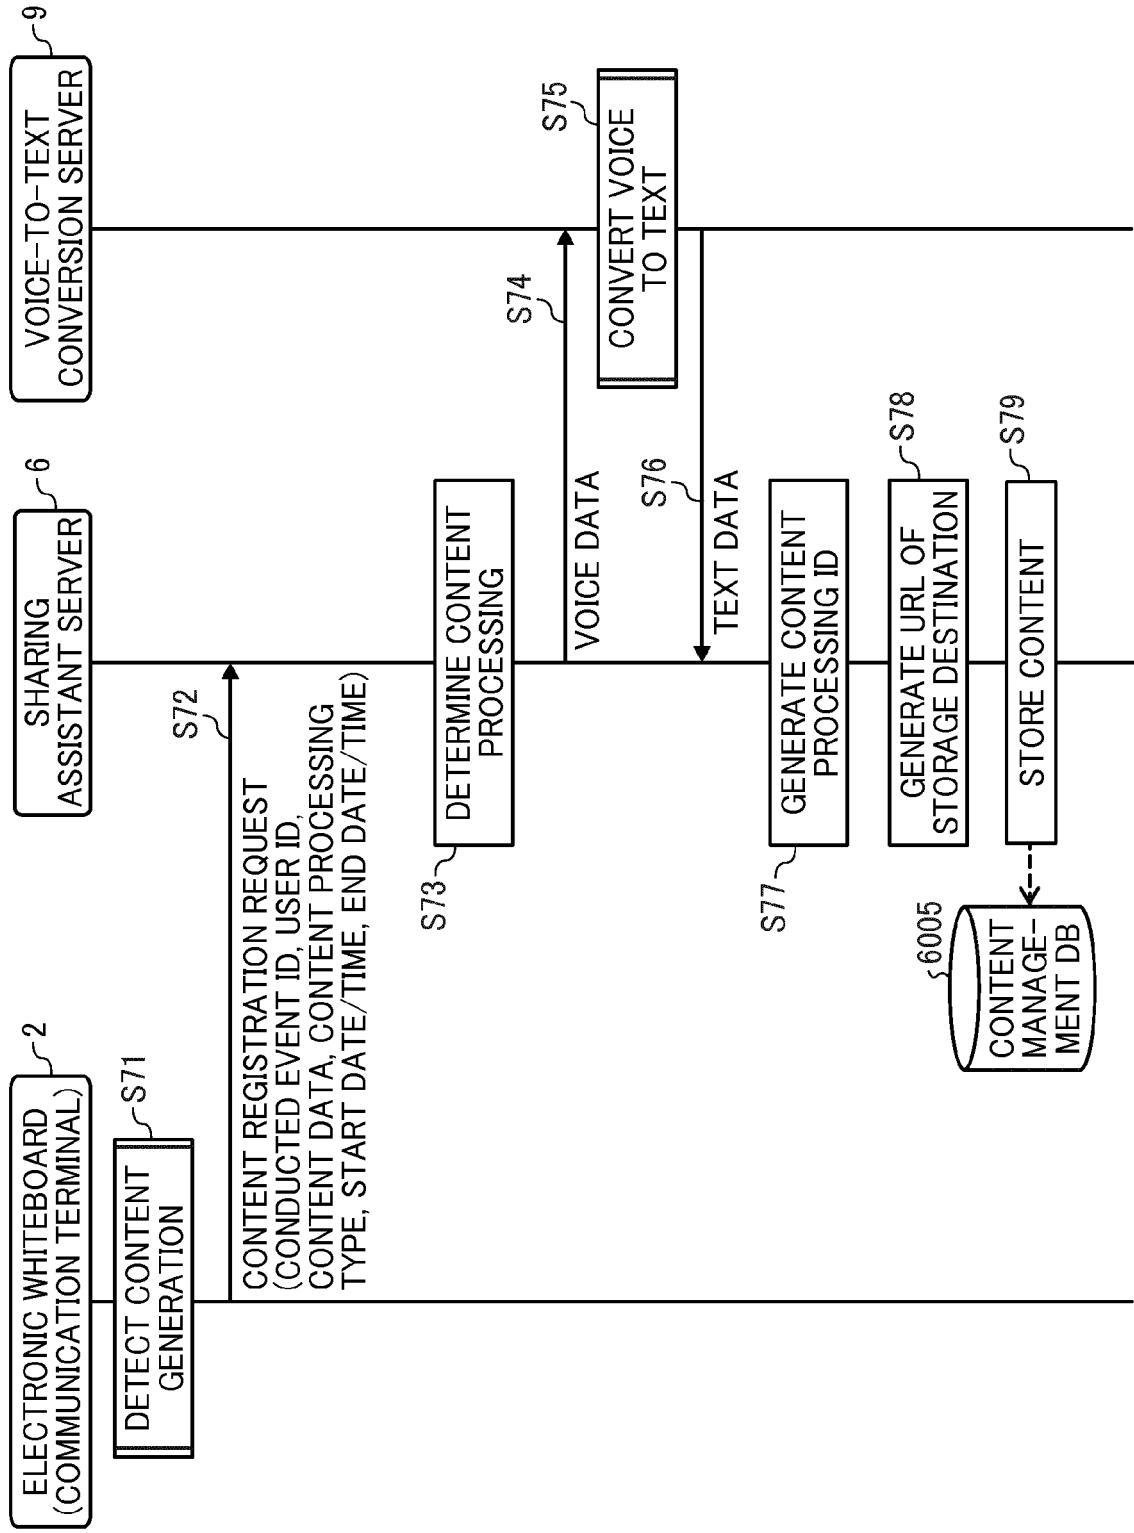 ELECTRONIC WHITEBOARD
(COMMUNICATION TERMINAL)
2
SHARING
ASSISTANT SERVER
6
VOICE-TO-TEXT
CONVERSION SERVER
9
DETECT CONTENT
GENERATION
S71
S72
CONTENT REGISTRATION REQUEST
(CONDUCTED EVENT ID, USER ID,
CONTENT DATA, CONTENT PROCESSING
TYPE, START DATE/TIME, END DATE/TIME)
S73
DETERMINE CONTENT
PROCESSING
S74
VOICE DATA
S75
CONVERT VOICE
TO TEXT
S76
TEXT DATA
S77
GENERATE CONTENT
PROCESSING ID
S78
GENERATE URL OF
STORAGE DESTINATION
S79
STORE CONTENT
6005
CONTENT
MANAGE-
MENT DB